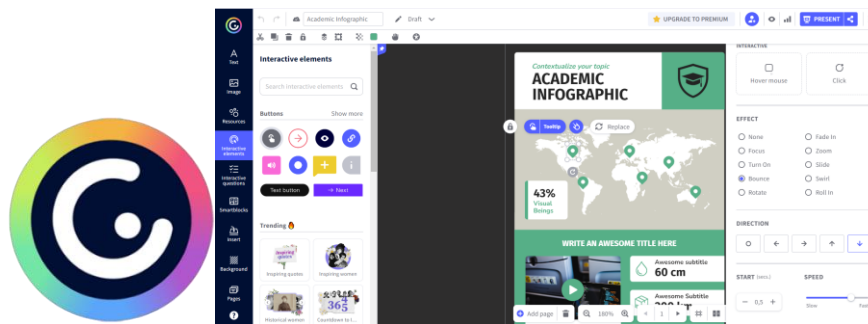 Academic Infographic
Draft
UPGRADE TO PREMIUM
PRESENT
Text
Image
Resources
Interactive
elements
Interactive
questions
Smartblocks
Insert
Background
Pages
Interactive elements
Search interactive elements
Buttons
Show more
Text button
→ Next
Trending
Inspiring quotes
Inspiring women
Historical women
Countdown to l...
Contextualize your topic
ACADEMIC
INFOGRAPHIC
Tooltip
Replace
43%
Visual
Beings
WRITE AN AWESOME TITLE HERE
Awesome subtitle
60 cm
Awesome Subtitle
Add page
180%
1
INTERACTIVE
Hover mouse
Click
EFFECT
None
Fade In
Focus
Zoom
Turn On
Slide
Bounce
Swirl
Rotate
Roll In
DIRECTION
START (secs.)
SPEED
0,5
Slow
Fast